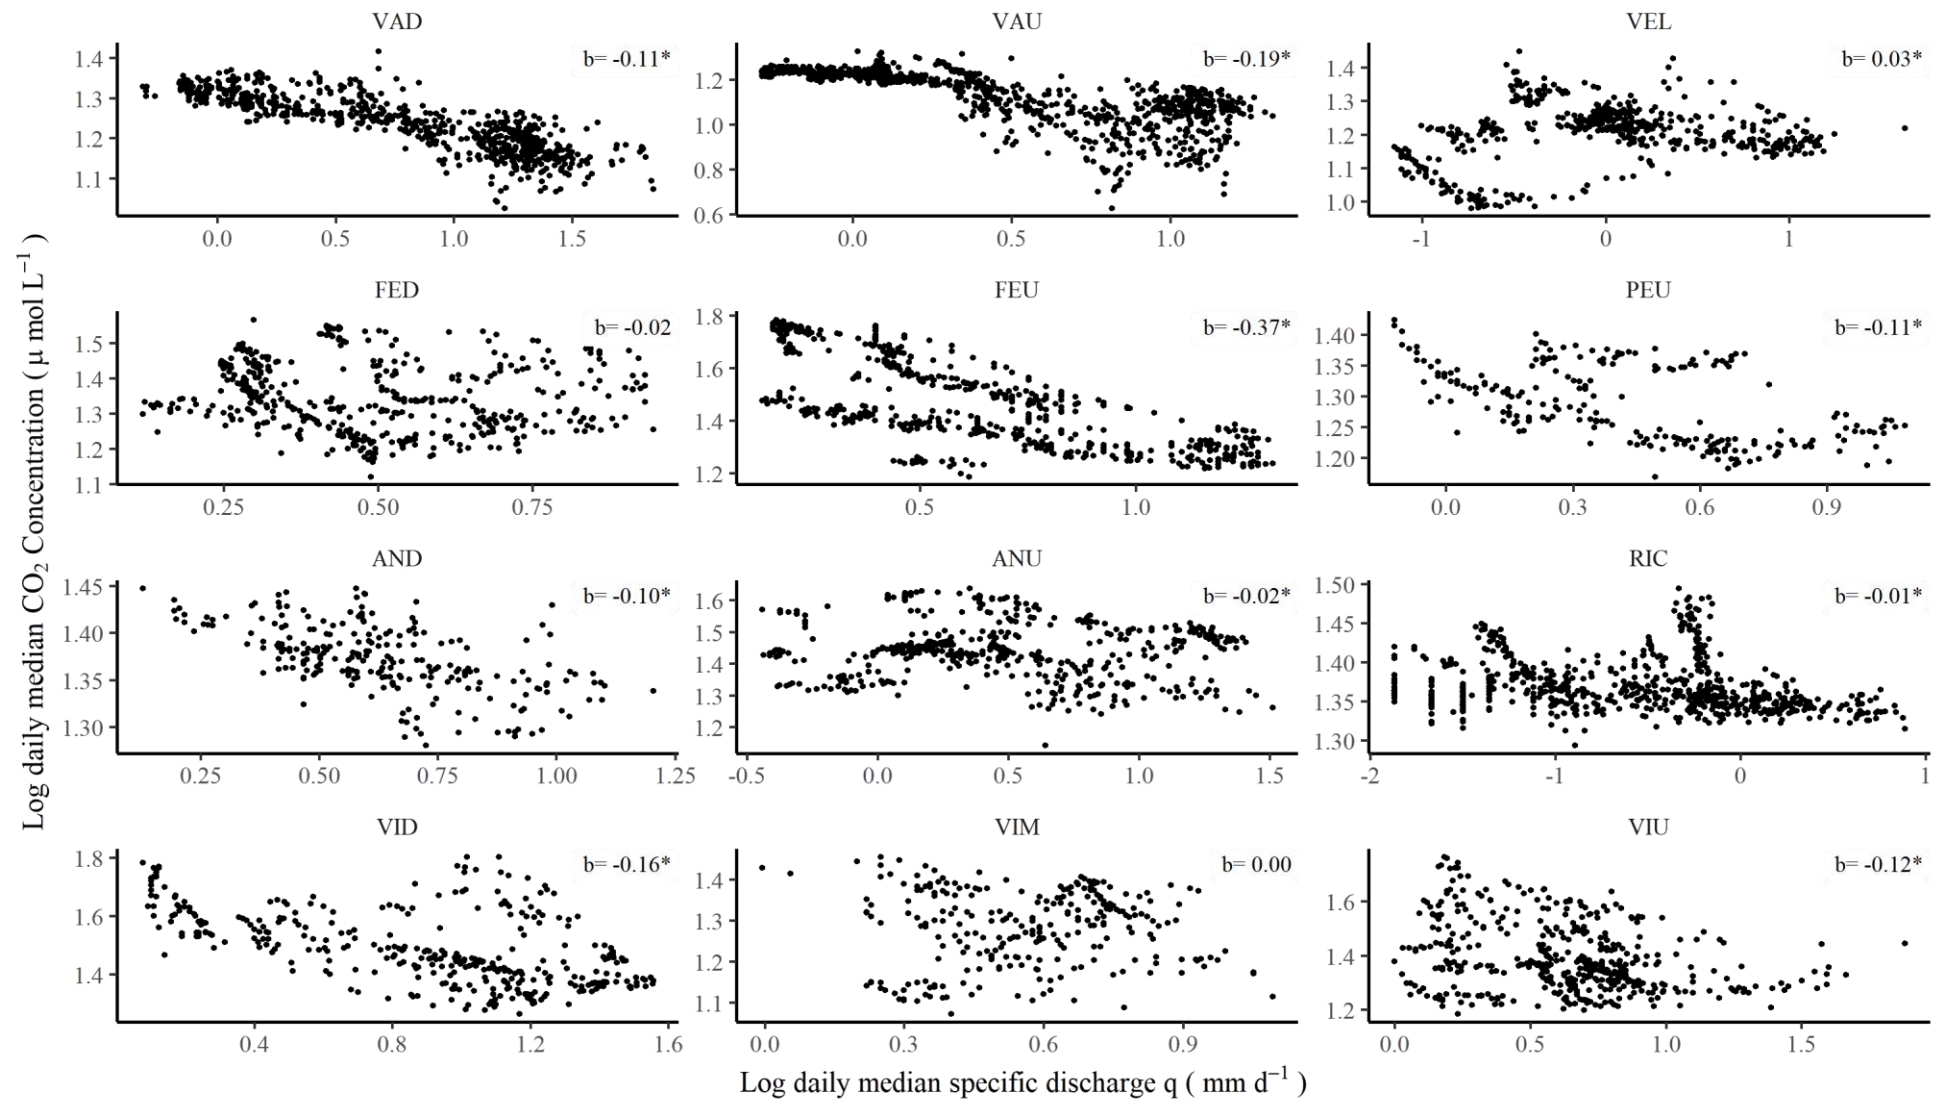 VAD
VAU
VEL
b= -0.11*
b= -0.19*
b= 0.03*
1.4
1.3
1.2
1.1
0.0 0.5 1.0 1.5
1.2
1.0
0.8
0.6
0.0 0.5 1.0
1.4
1.3
1.2
1.1
1.0
-1 0 1
FED
FEU
PEU
b= -0.02
b= -0.37*
b= -0.11*
1.5
1.4
1.3
1.2
1.1
0.25 0.50 0.75
1.8
1.6
1.4
1.2
0.5 1.0
1.40
1.35
1.30
1.25
1.20
0.0 0.3 0.6 0.9
AND
ANU
RIC
b= -0.10*
b= -0.02*
b= -0.01*
1.45
1.40
1.35
1.30
0.25 0.50 0.75 1.00 1.25
1.6
1.5
1.4
1.3
1.2
-0.5 0.0 0.5 1.0 1.5
1.50
1.45
1.40
1.35
1.30
-2 -1 0 1
VID
VIM
VIU
b= -0.16*
b= 0.00
b= -0.12*
1.8
1.6
1.4
0.4 0.8 1.2 1.6
1.4
1.3
1.2
1.1
0.0 0.3 0.6 0.9
1.6
1.4
1.2
0.0 0.5 1.0 1.5
Log daily median CO₂ Concentration ( μ mol L⁻¹ )
Log daily median specific discharge q ( mm d⁻¹ )